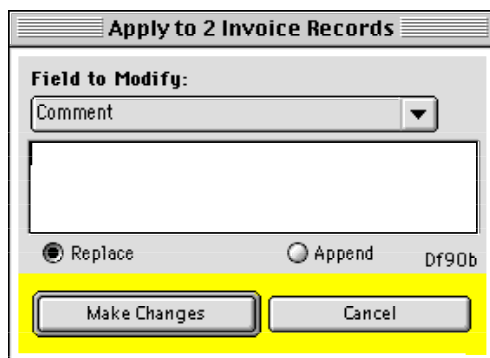 Apply to 2 Invoice Records
Field to Modify:
Comment
Replace Append Df90b
Make Changes Cancel